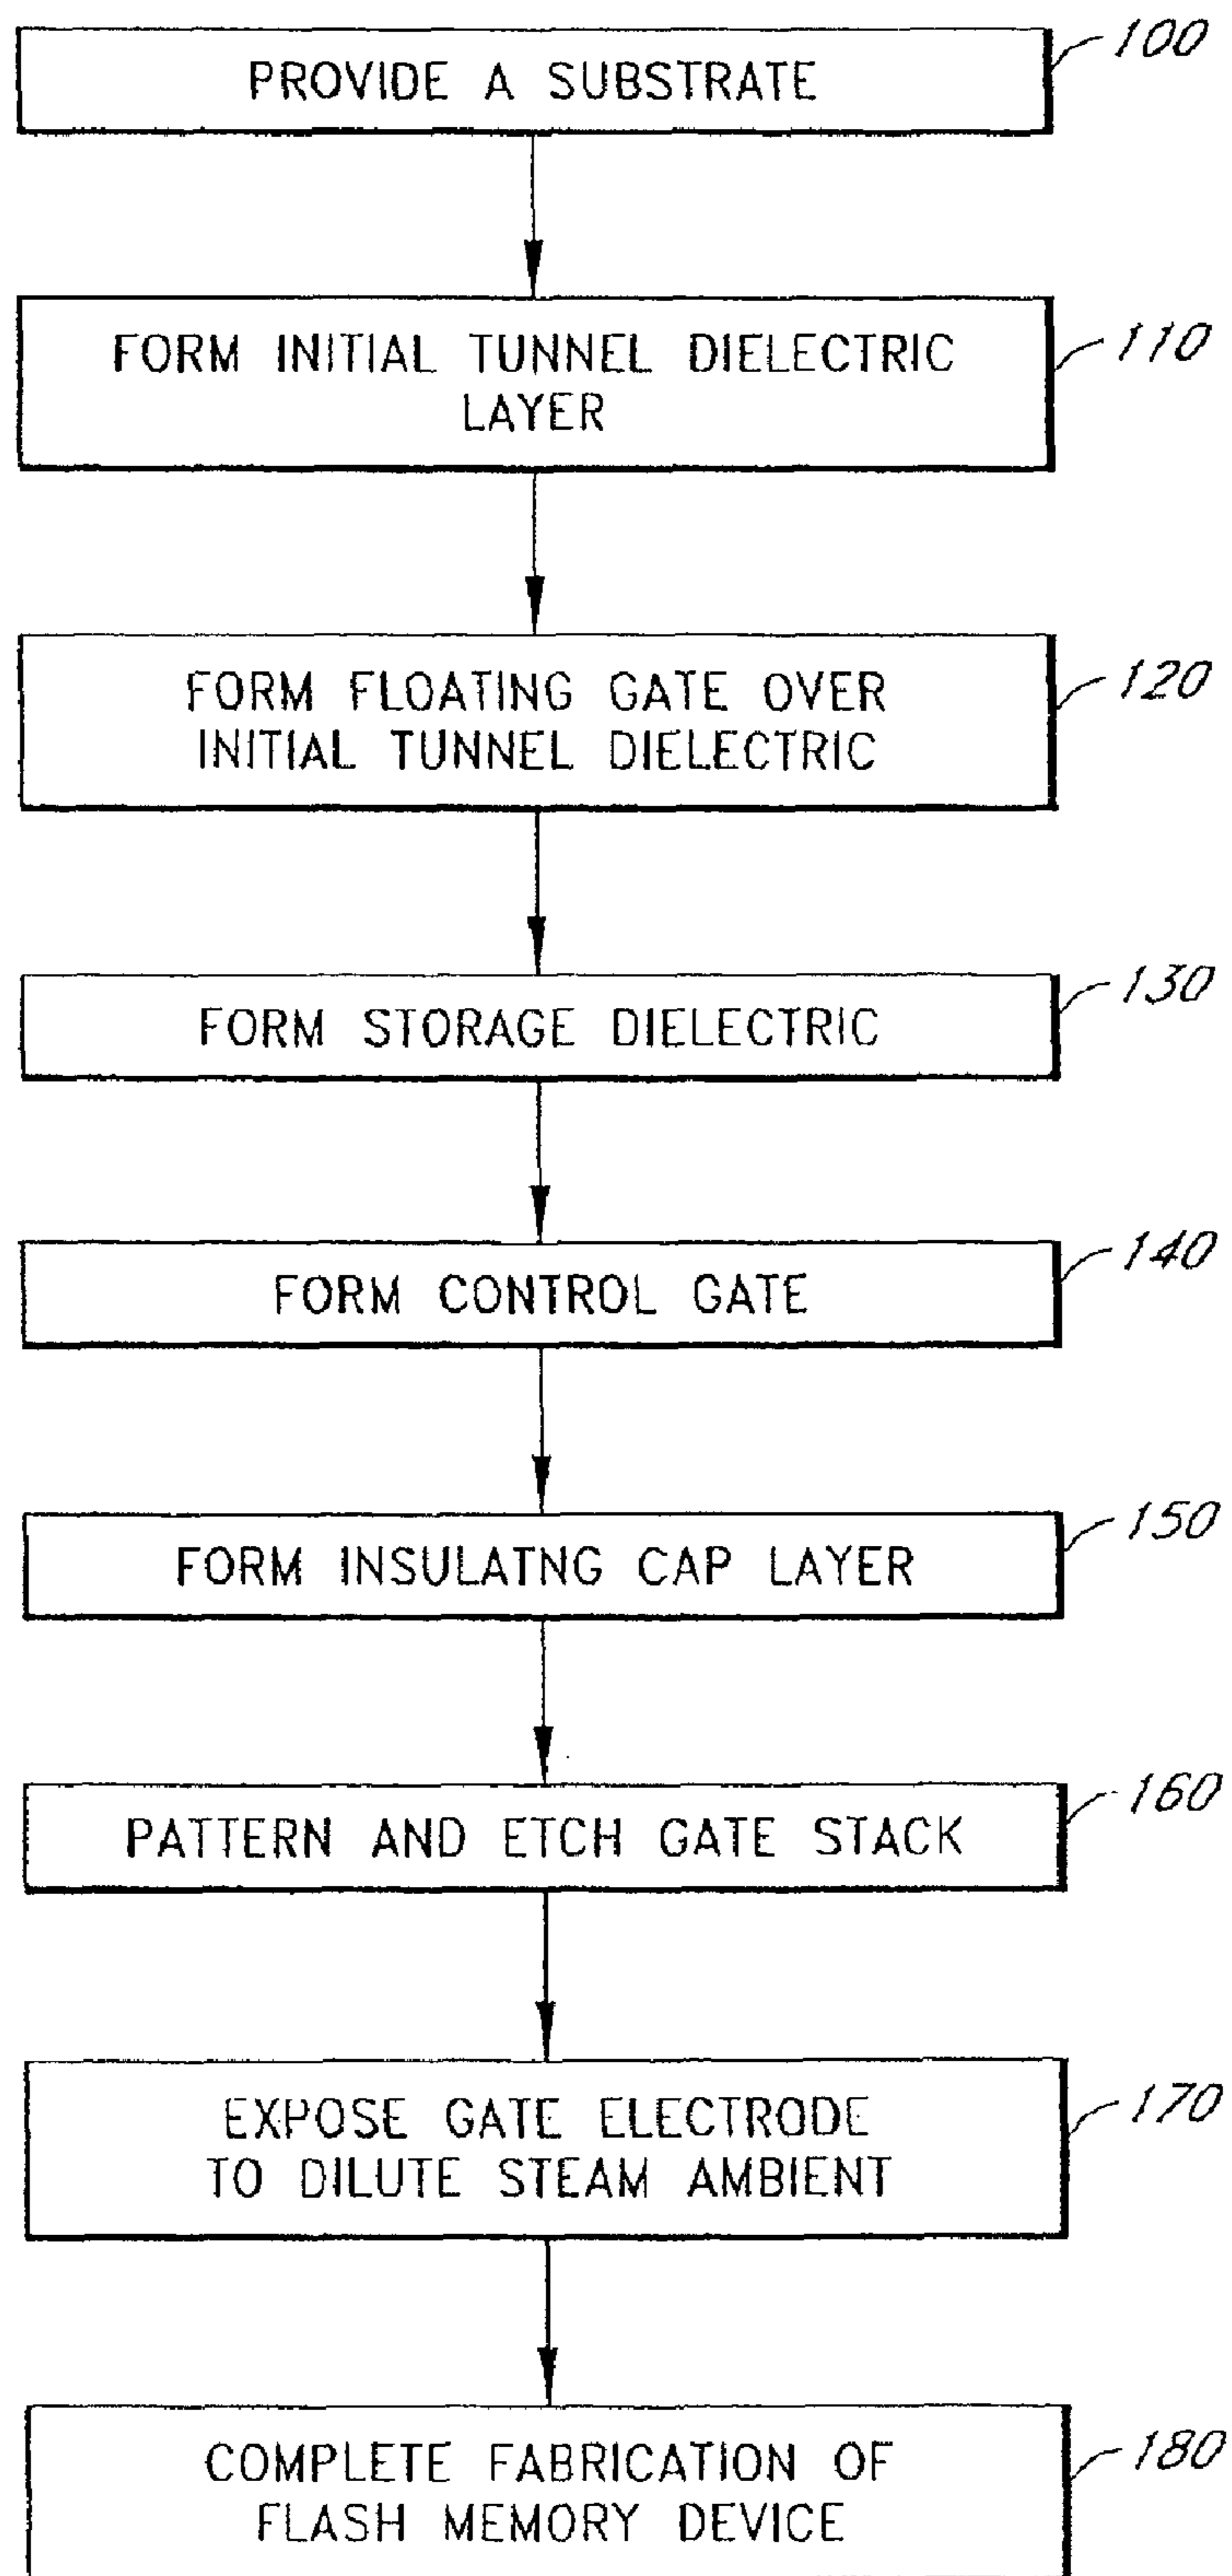 PROVIDE A SUBSTRATE
100
FORM INITIAL TUNNEL DIELECTRIC
LAYER
110
FORM FLOATING GATE OVER
INITIAL TUNNEL DIELECTRIC
120
FORM STORAGE DIELECTRIC
130
FORM CONTROL GATE
140
FORM INSULATNG CAP LAYER
150
PATTERN AND ETCH GATE STACK
160
EXPOSE GATE ELECTRODE
TO DILUTE STEAM AMBIENT
170
COMPLETE FABRICATION OF
FLASH MEMORY DEVICE
180